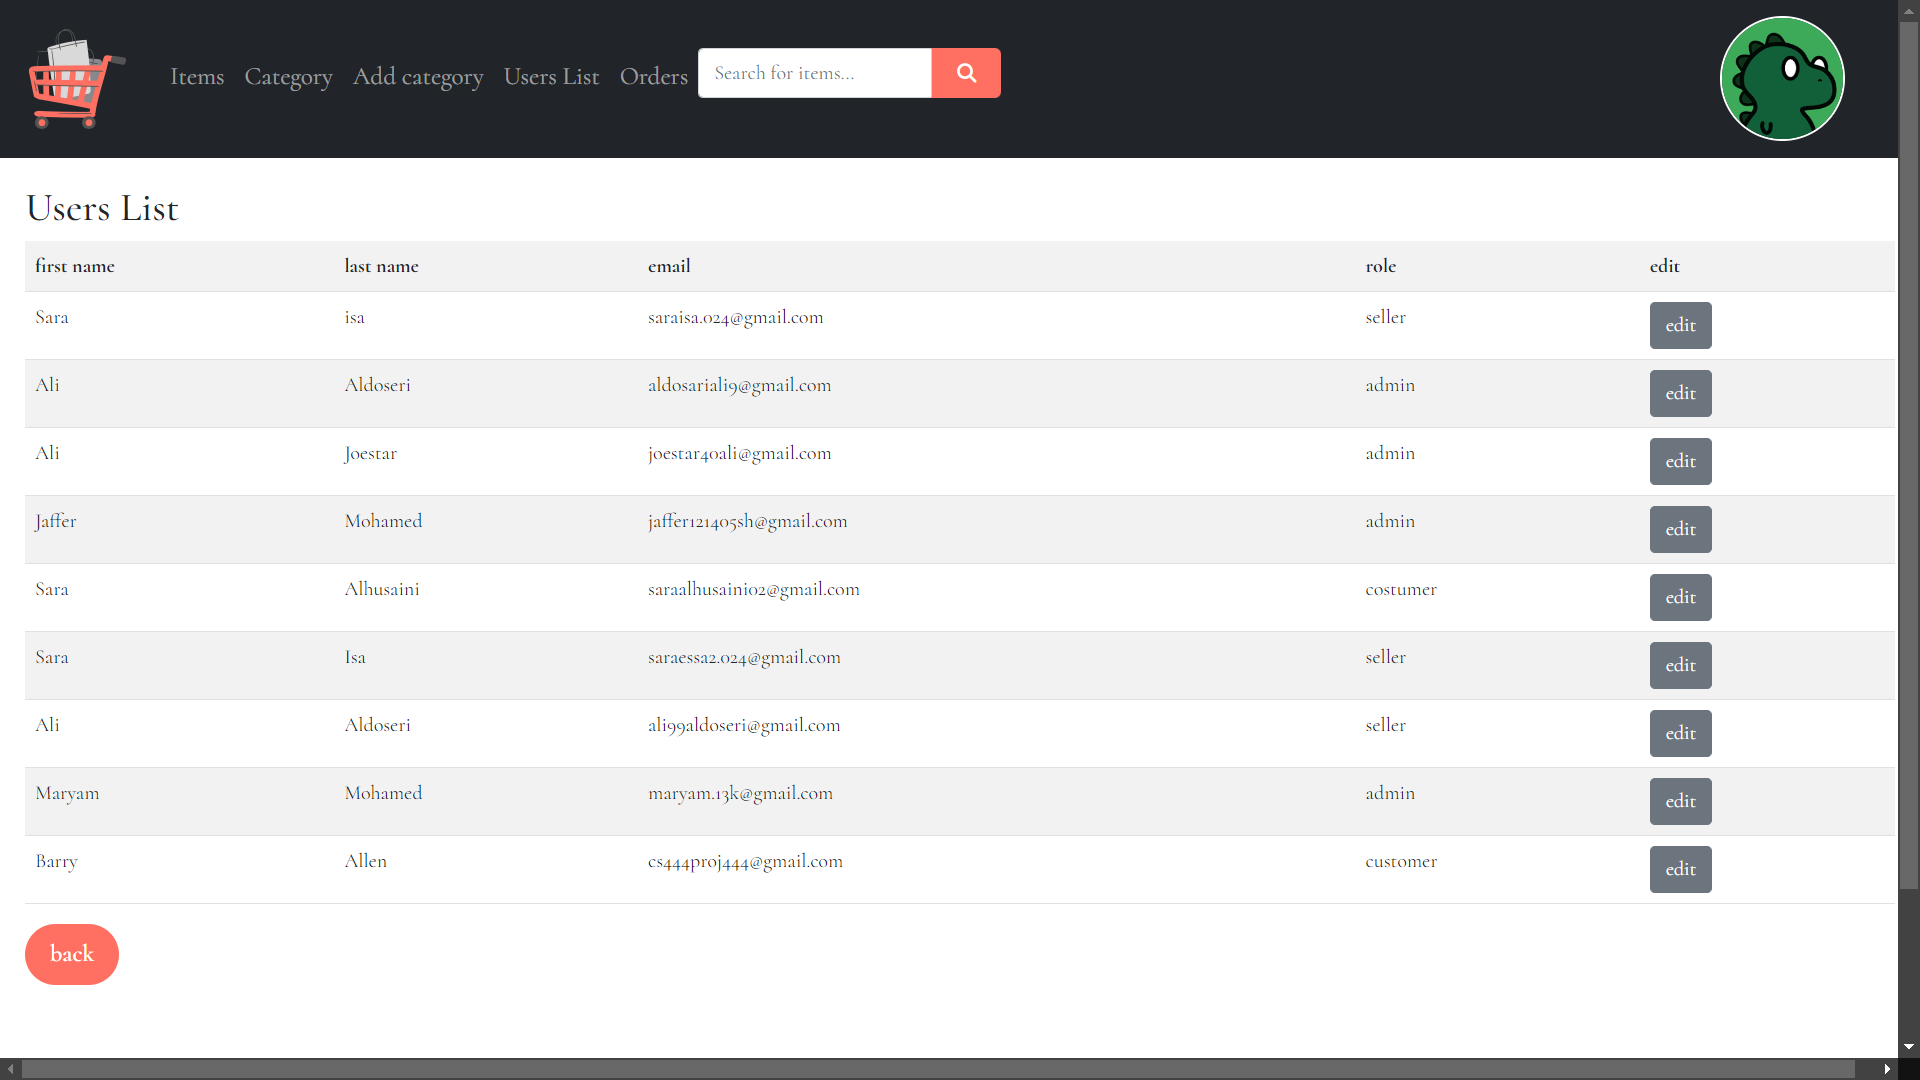 Items Category Add category Users List Orders Search for items...
Users List
first name last name email role edit
Sara isa saraisa.024@gmail.com seller edit
Ali Aldoseri aldosariali9@gmail.com admin edit
Ali Joestar joestar40ali@gmail.com admin edit
Jaffer Mohamed jaffer121405sh@gmail.com admin edit
Sara Alhusaini saraalhusaini02@gmail.com costumer edit
Sara Isa saraessa2.024@gmail.com seller edit
Ali Aldoseri ali99aldoseri@gmail.com seller edit
Maryam Mohamed maryam.13k@gmail.com admin edit
Barry Allen cs444proj444@gmail.com customer edit
back